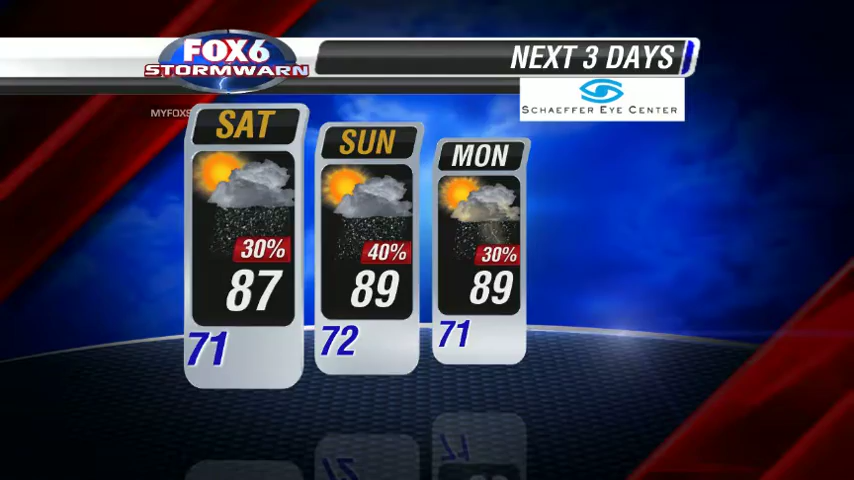 FOX6
STORMWARN
NEXT 3 DAYS
SCHAEFFER EYE CENTER
MYFOX
SAT
30%
87
71
SUN
40%
89
72
MON
30%
89
71